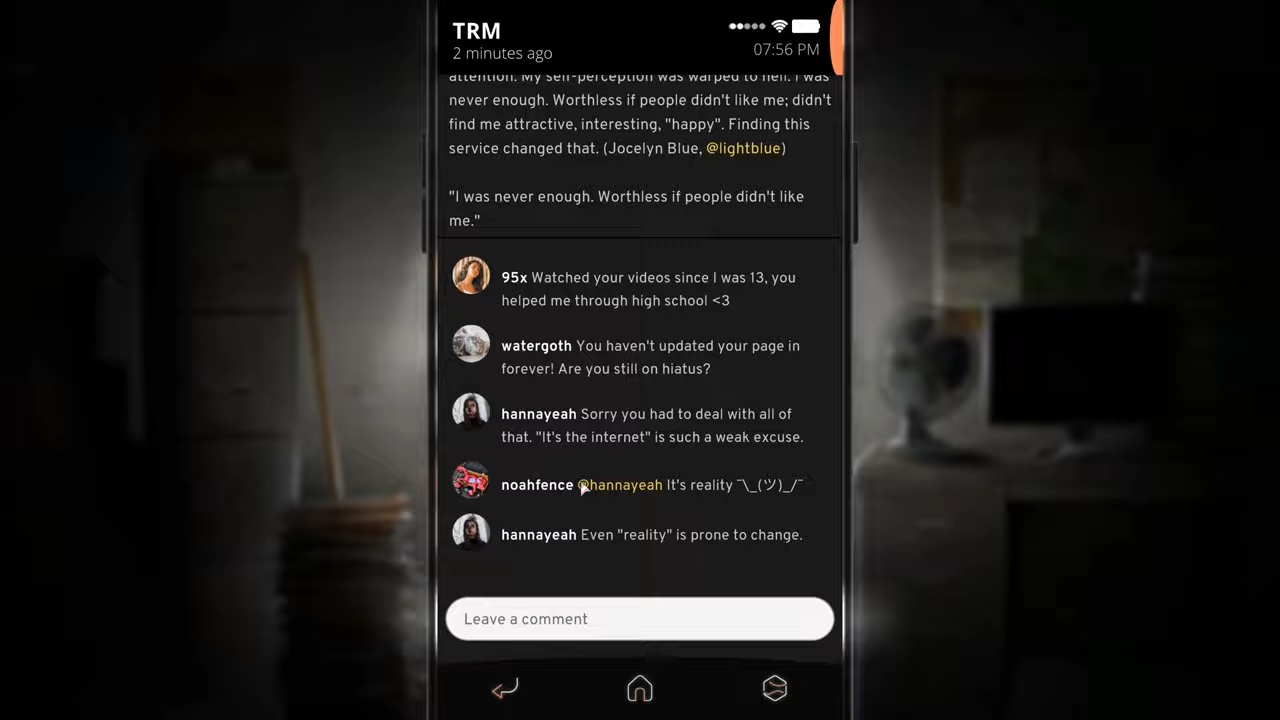 TRM
2 minutes ago
07:56 PM
attention. My self-perception was warped to hell. I was
never enough. Worthless if people didn't like me; didn't
find me attractive, interesting, "happy". Finding this
service changed that. (Jocelyn Blue, @lightblue)
"I was never enough. Worthless if people didn't like
me."
95x Watched your videos since I was 13, you
helped me through high school <3
watergoth You haven't updated your page in
forever! Are you still on hiatus?
hannayeah Sorry you had to deal with all of
that. "It's the internet" is such a weak excuse.
noahfence @hannayeah It's reality ¯\_(ツ)_/¯
hannayeah Even "reality" is prone to change.
Leave a comment